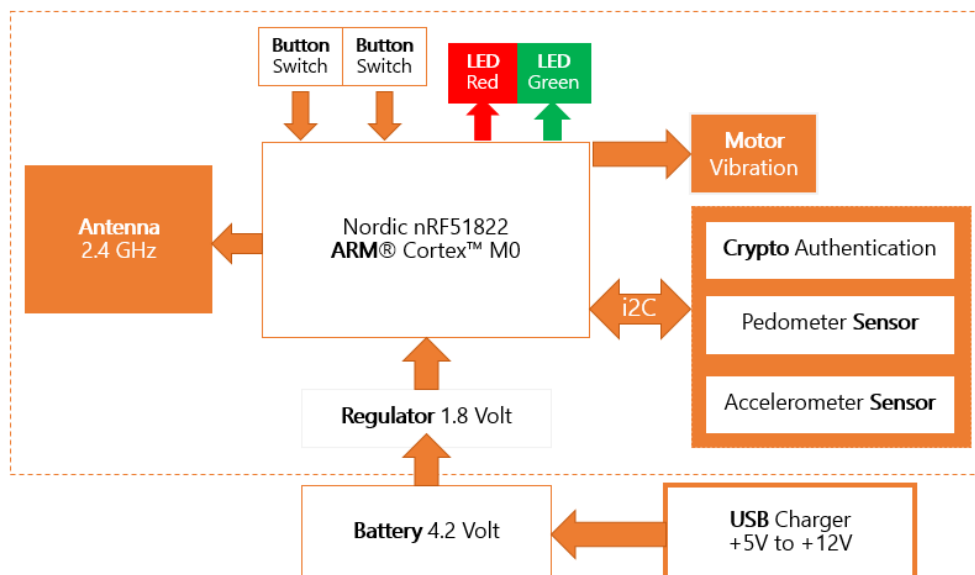 Button
Switch
Button
Switch
LED
Red
LED
Green
Motor
Vibration
Antenna
2.4 GHz
Nordic nRF51822
ARM® Cortex™ M0
Crypto Authentication
i2C
Pedometer Sensor
Accelerometer Sensor
Regulator 1.8 Volt
Battery 4.2 Volt
USB Charger
+5V to +12V